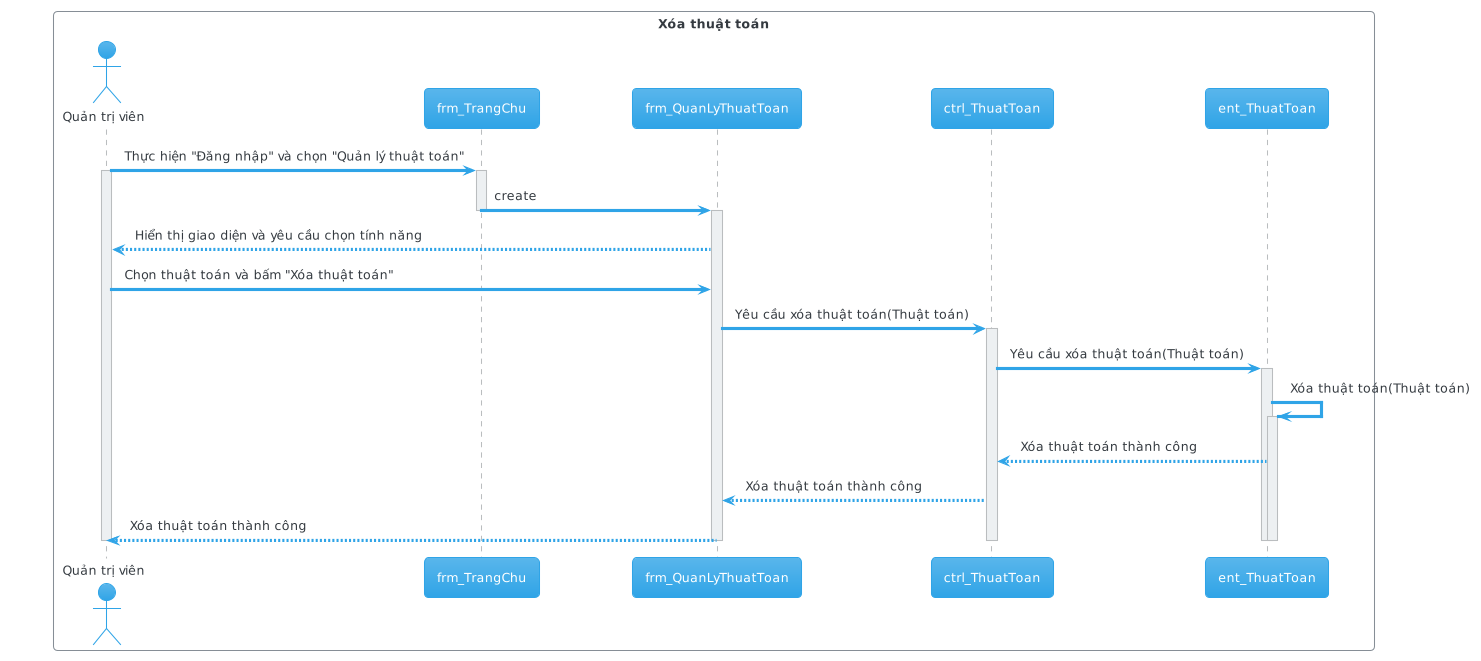 Xóa thuật toán
Quản trị viên
frm_TrangChu
frm_QuanLyThuatToan
ctrl_ThuatToan
ent_ThuatToan
Thực hiện "Đăng nhập" và chọn "Quản lý thuật toán"
create
Hiển thị giao diện và yêu cầu chọn tính năng
Chọn thuật toán và bấm "Xóa thuật toán"
Yêu cầu xóa thuật toán(Thuật toán)
Yêu cầu xóa thuật toán(Thuật toán)
Xóa thuật toán(Thuật toán)
Xóa thuật toán thành công
Xóa thuật toán thành công
Xóa thuật toán thành công
Quản trị viên
frm_TrangChu
frm_QuanLyThuatToan
ctrl_ThuatToan
ent_ThuatToan